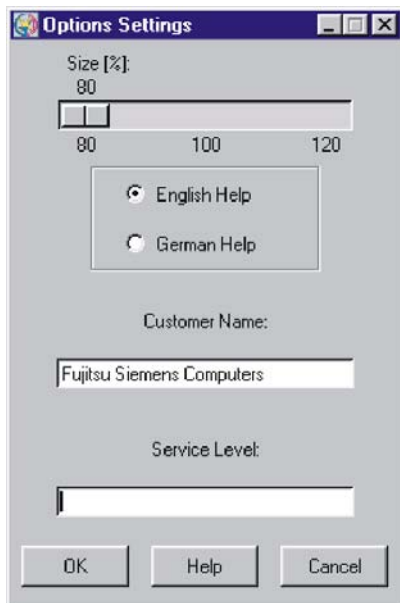 Options Settings
Size [%]:
80
80 100 120
English Help
German Help
Customer Name:
Fujitsu Siemens Computers
Service Level:
OK Help Cancel